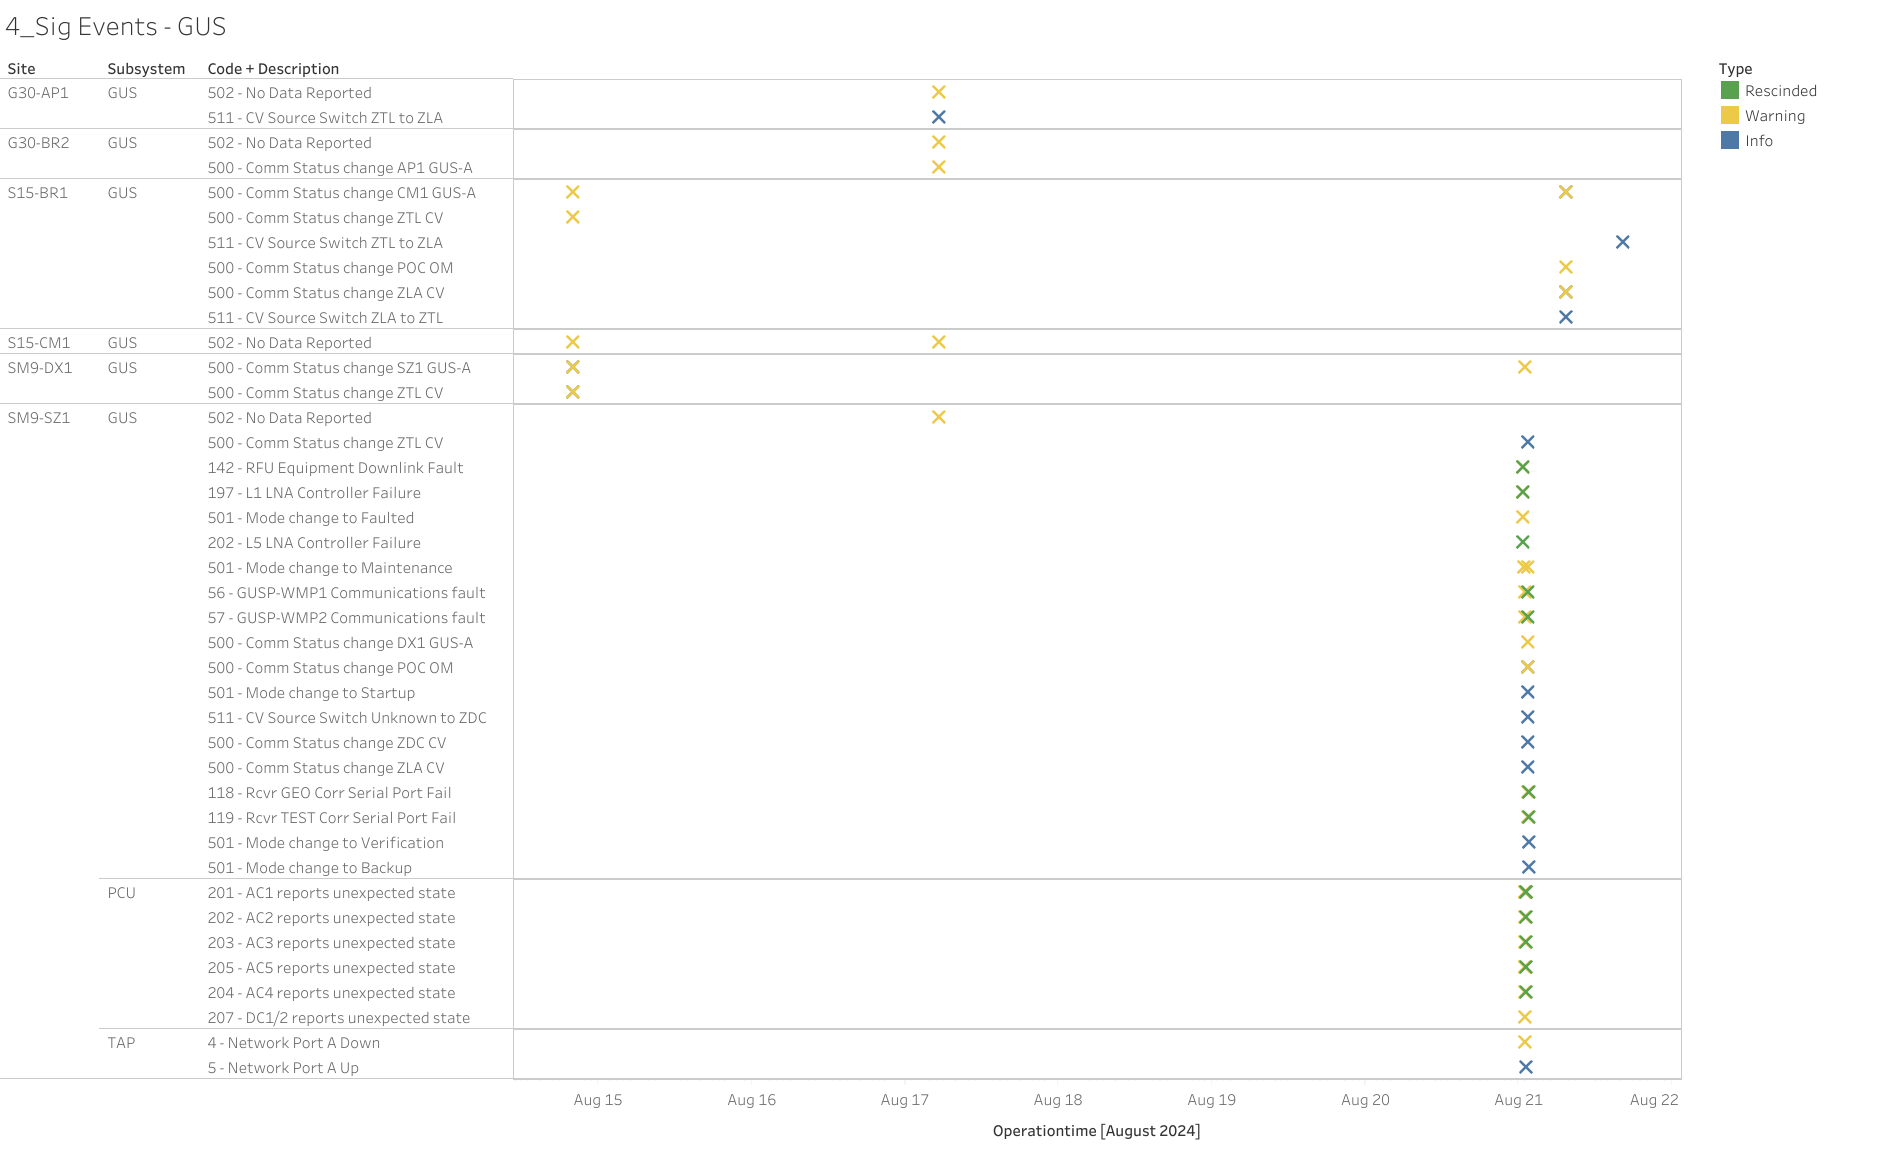 4_Sig Events - GUS
Site Subsystem Code + Description
Type
G30-AP1 GUS 502 - No Data Reported
Rescinded
511 - CV Source Switch ZTL to ZLA
Warning
G30-BR2 GUS 502 - No Data Reported
Info
500 - Comm Status change AP1 GUS-A
S15-BR1 GUS 500 - Comm Status change CM1 GUS-A
500 - Comm Status change ZTL CV
511 - CV Source Switch ZTL to ZLA
500 - Comm Status change POC OM
500 - Comm Status change ZLA CV
511 - CV Source Switch ZLA to ZTL
S15-CM1 GUS 502 - No Data Reported
SM9-DX1 GUS 500 - Comm Status change SZ1 GUS-A
500 - Comm Status change ZTL CV
SM9-SZ1 GUS 502 - No Data Reported
500 - Comm Status change ZTL CV
142 - RFU Equipment Downlink Fault
197 - L1 LNA Controller Failure
501 - Mode change to Faulted
202 - L5 LNA Controller Failure
501 - Mode change to Maintenance
56 - GUSP-WMP1 Communications fault
57 - GUSP-WMP2 Communications fault
500 - Comm Status change DX1 GUS-A
500 - Comm Status change POC OM
501 - Mode change to Startup
511 - CV Source Switch Unknown to ZDC
500 - Comm Status change ZDC CV
500 - Comm Status change ZLA CV
118 - Rcvr GEO Corr Serial Port Fail
119 - Rcvr TEST Corr Serial Port Fail
501 - Mode change to Verification
501 - Mode change to Backup
PCU 201 - AC1 reports unexpected state
202 - AC2 reports unexpected state
203 - AC3 reports unexpected state
205 - AC5 reports unexpected state
204 - AC4 reports unexpected state
207 - DC1/2 reports unexpected state
TAP 4 - Network Port A Down
5 - Network Port A Up
Aug 15 Aug 16 Aug 17 Aug 18 Aug 19 Aug 20 Aug 21 Aug 22
Operationtime [August 2024]